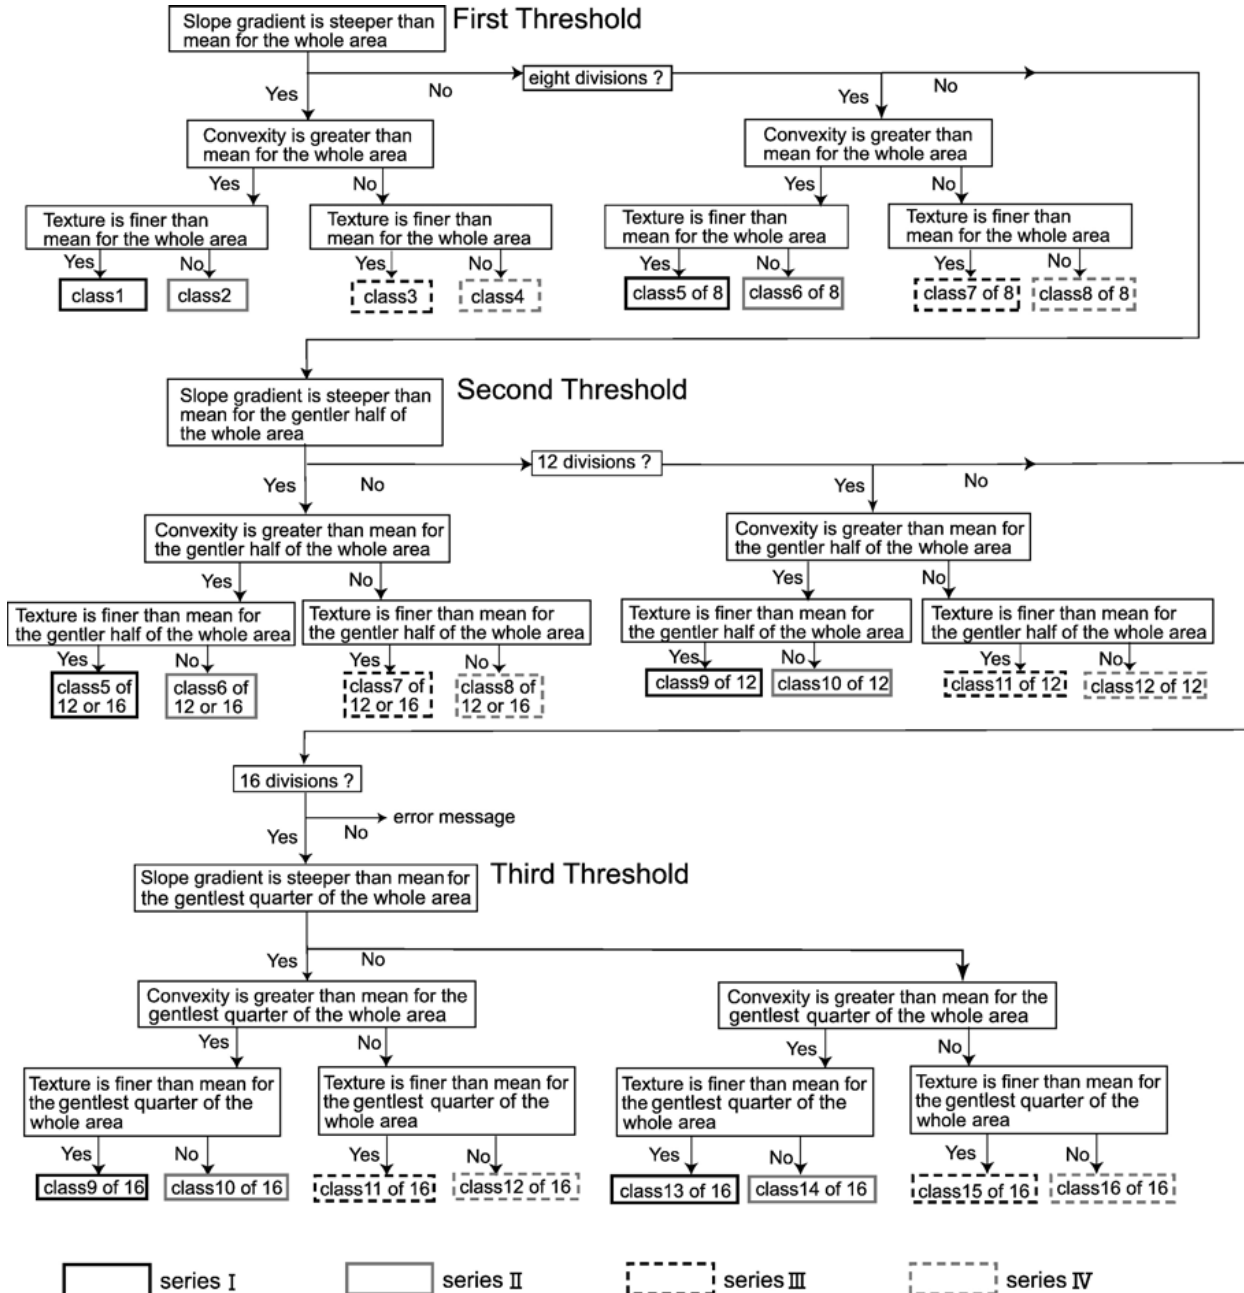 Slope gradient is steeper than
mean for the whole area
First Threshold
eight divisions ?
No
No
Yes
Yes
Convexity is greater than
mean for the whole area
Convexity is greater than
mean for the whole area
Yes
No
Yes
No
Texture is finer than
mean for the whole area
Texture is finer than
mean for the whole area
Texture is finer than
mean for the whole area
Texture is finer than
mean for the whole area
Yes
No
Yes
No
Yes
No
Yes
No
class1
class2
class3
class4
class5 of 8
class6 of 8
class7 of 8
class8 of 8
Slope gradient is steeper than
mean for the gentler half of
the whole area
Second Threshold
12 divisions ?
Yes
No
Yes
No
Convexity is greater than mean for
the gentler half of the whole area
Convexity is greater than mean for
the gentler half of the whole area
Yes
No
Yes
No
Texture is finer than mean for
the gentler half of the whole area
Texture is finer than mean for
the gentler half of the whole area
Texture is finer than mean for
the gentler half of the whole area
Texture is finer than mean for
the gentler half of the whole area
Yes
No
Yes
No
Yes
No
Yes
No
class5 of
12 or 16
class6 of
12 or 16
class7 of
12 or 16
class8 of
12 or 16
class9 of 12
class10 of 12
class11 of 12
class12 of 12
16 divisions ?
error message
Yes
No
Slope gradient is steeper than mean for
the gentlest quarter of the whole area
Third Threshold
Yes
No
Convexity is greater than mean for the
gentlest quarter of the whole area
Convexity is greater than mean for the
gentlest quarter of the whole area
Yes
No
Yes
No
Texture is finer than mean for
the gentlest quarter of the
whole area
Texture is finer than mean for
the gentlest quarter of the
whole area
Texture is finer than mean for
the gentlest quarter of the
whole area
Texture is finer than mean for
the gentlest quarter of the
whole area
Yes
No
Yes
No
Yes
No
Yes
No
class9 of 16
class10 of 16
class11 of 16
class12 of 16
class13 of 16
class14 of 16
class15 of 16
class16 of 16
series Ⅰ
series Ⅱ
series Ⅲ
series Ⅳ